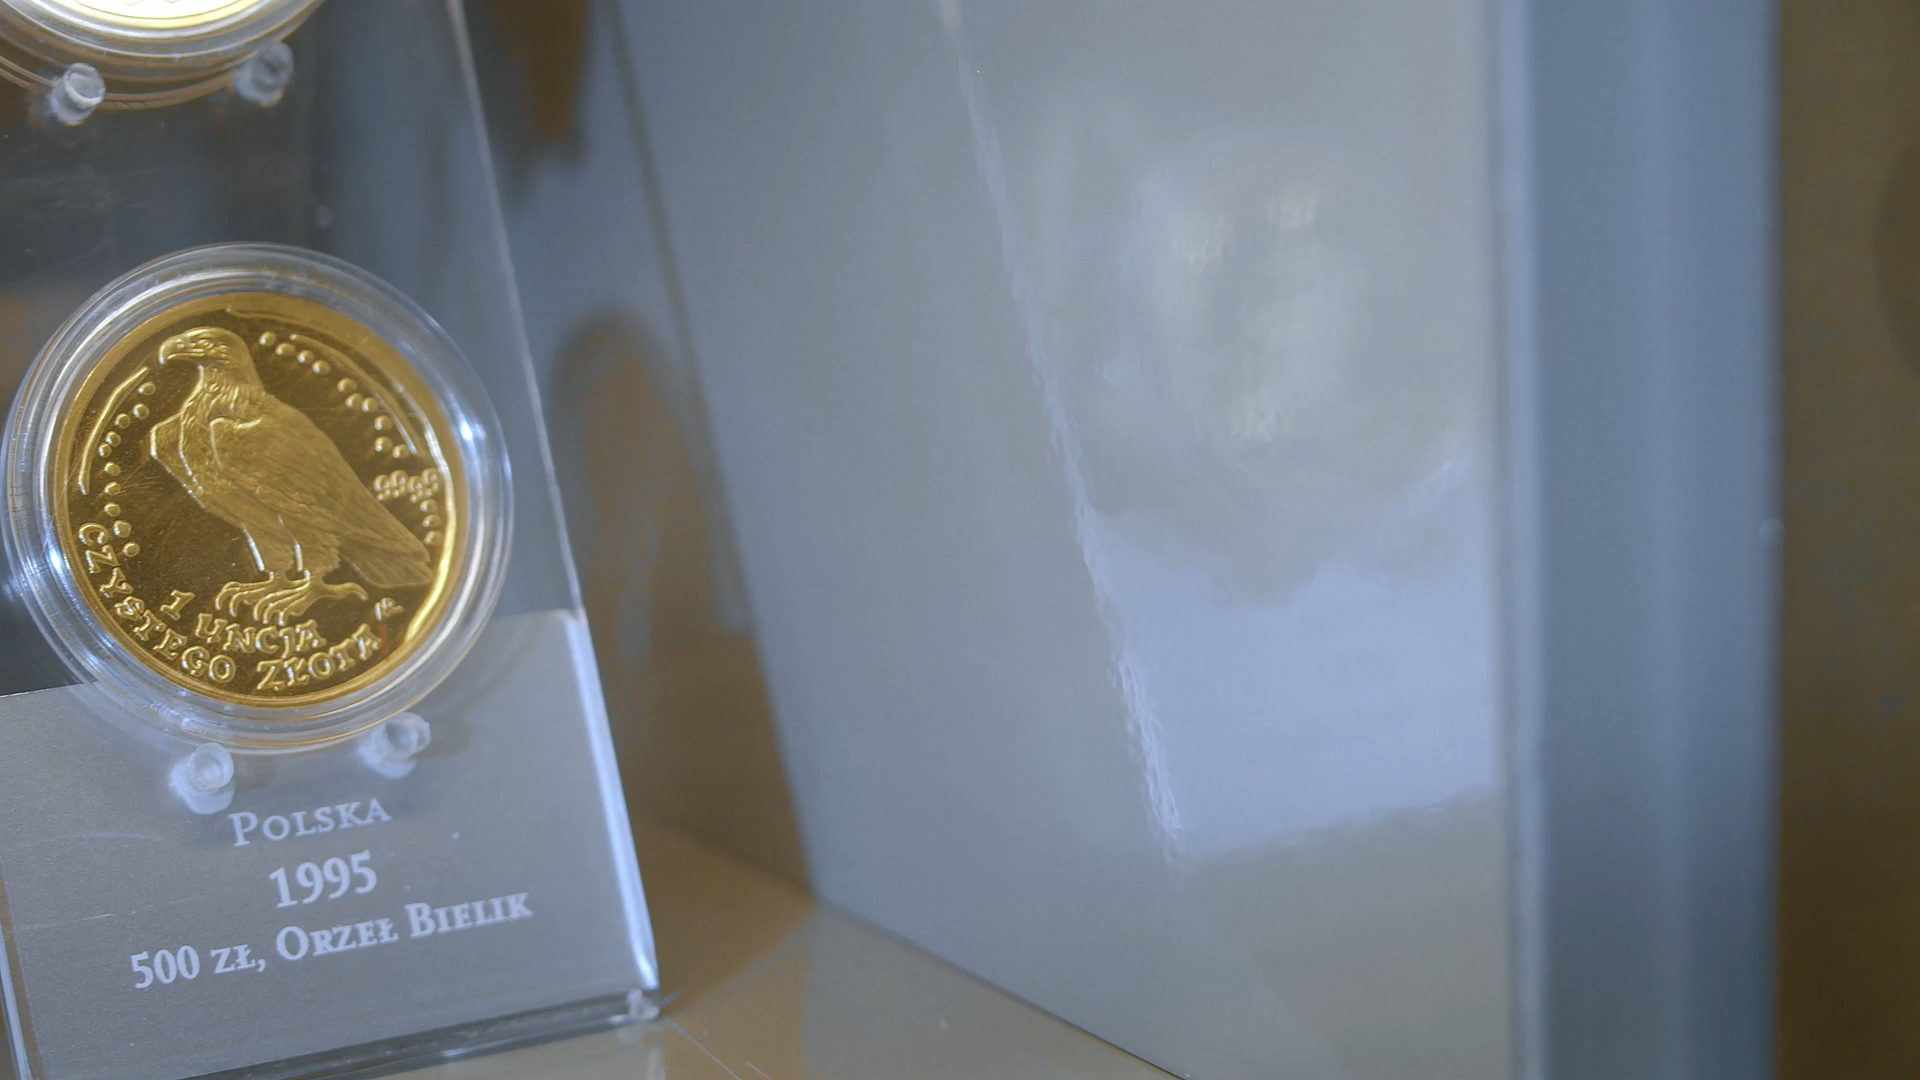 9999
1 UNCJA
CZYSTEGO ZŁOTA
POLSKA
1995
500 ZŁ, ORZEŁ BIELIK